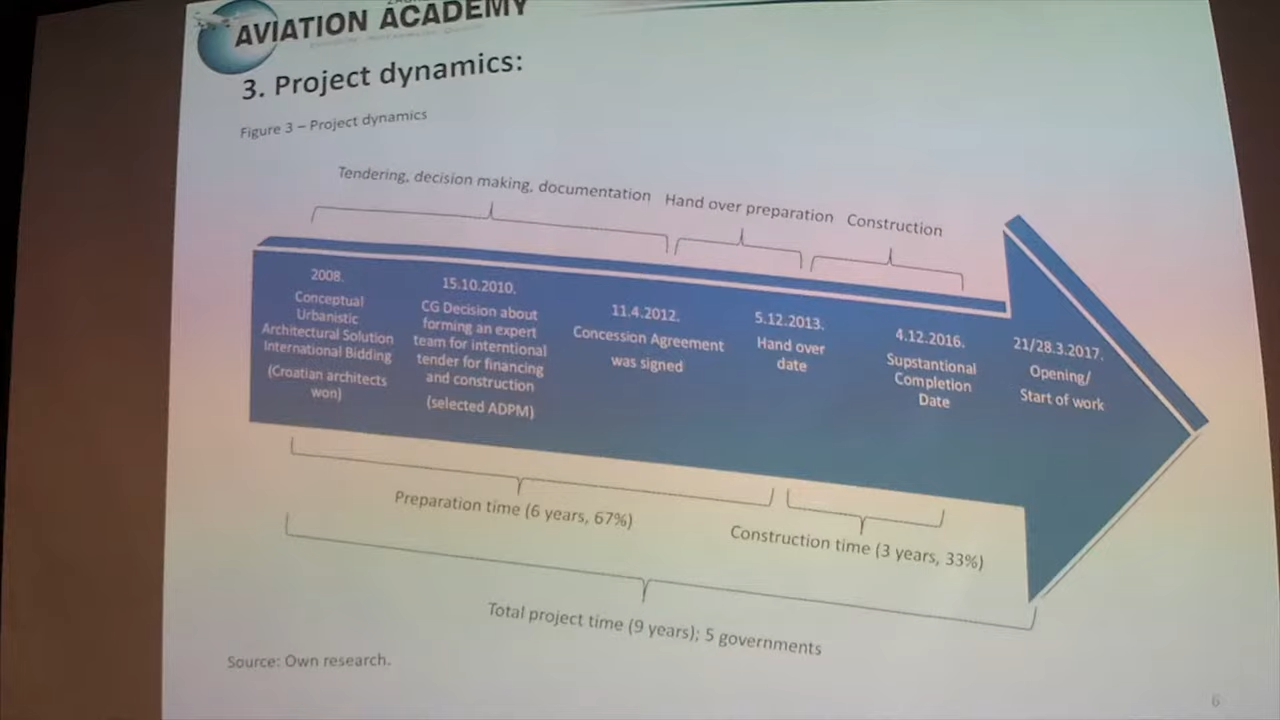 AVIATION ACADEMY
3. Project dynamics:
Figure 3 – Project dynamics
Tendering, decision making, documentation
Hand over preparation
Construction
2008.
Conceptual
Urbanistic
Architectural Solution
International Bidding
(Croatian architects
won)
15.10.2010.
CG Decision about
forming an expert
team for interntional
tender for financing
and construction
(selected ADPM)
11.4.2012.
Concession Agreement
was signed
5.12.2013.
Hand over
date
4.12.2016.
Supstantional
Completion
Date
21/28.3.2017.
Opening/
Start of work
Preparation time (6 years, 67%)
Construction time (3 years, 33%)
Total project time (9 years); 5 governments
Source: Own research.
6